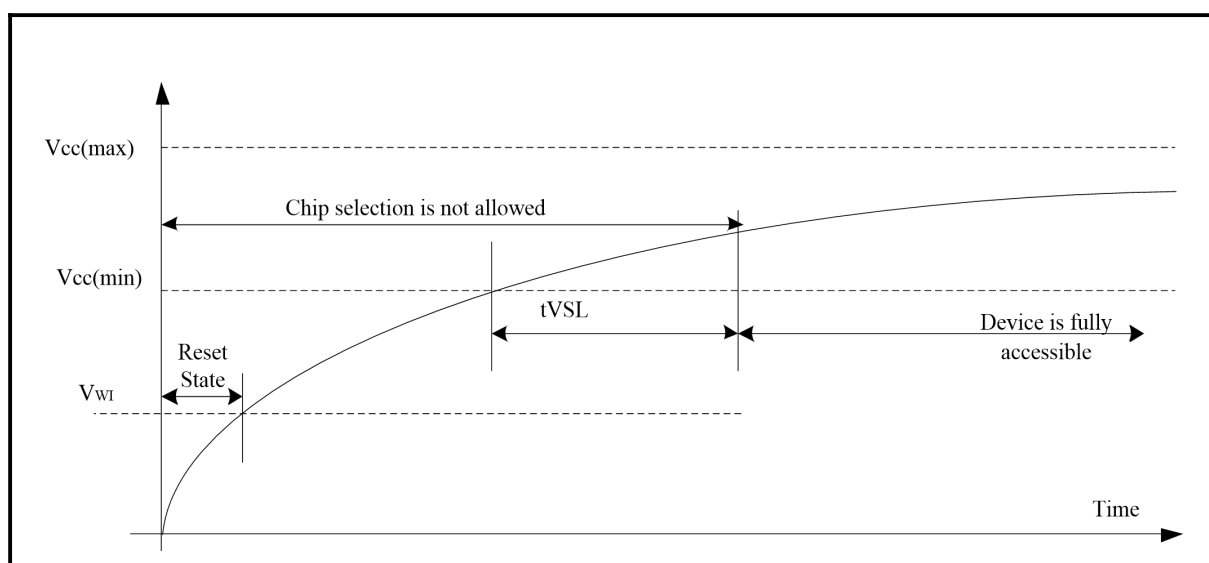 Vcc(max)
Chip selection is not allowed
Vcc(min)
tVSL
Device is fully
accessible
Reset
State
VWI
Time